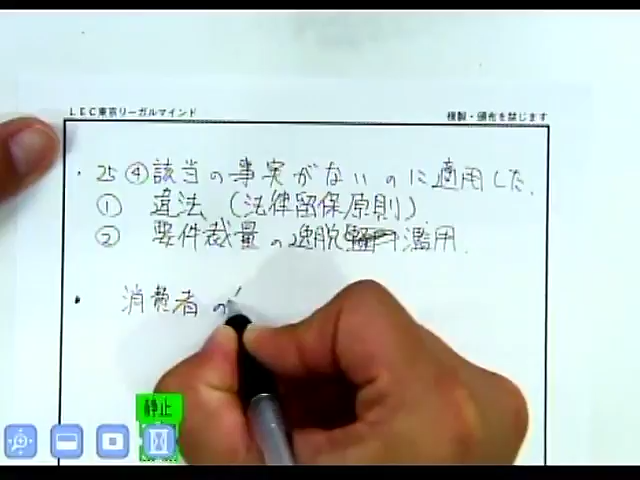 LEC東京リーガルマインド
複製・頒布を禁じます
・25④該当の事実がないのに適用した.
① 違法 (法律留保原則)
② 要件裁量の逸脱 濫用.
・ 消費者の
静止